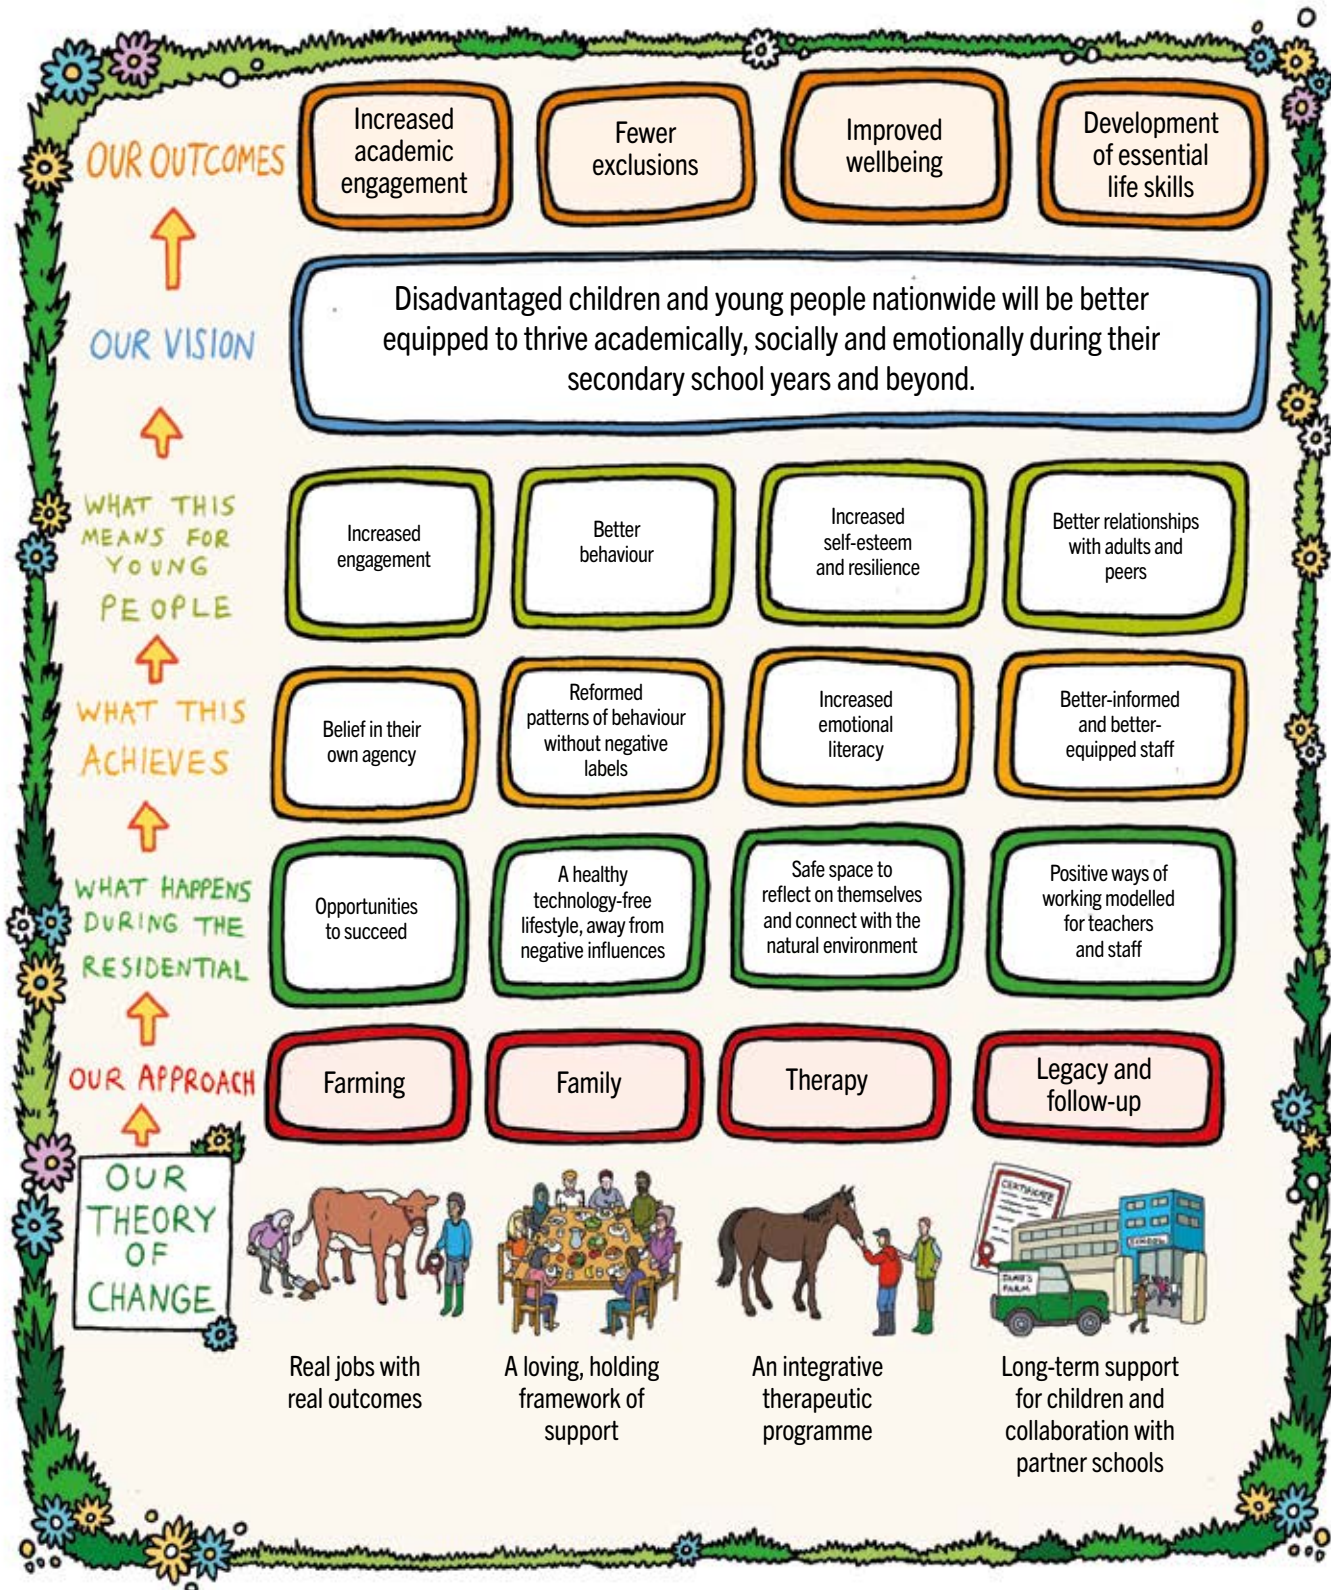 OUR OUTCOMES
Increased
academic
engagement
Fewer
exclusions
Improved
wellbeing
Development
of essential
life skills
OUR VISION
Disadvantaged children and young people nationwide will be better
equipped to thrive academically, socially and emotionally during their
secondary school years and beyond.
WHAT THIS
MEANS FOR
YOUNG
PEOPLE
Increased
engagement
Better
behaviour
Increased
self-esteem
and resilience
Better relationships
with adults and
peers
WHAT THIS
ACHIEVES
Belief in their
own agency
Reformed
patterns of behaviour
without negative
labels
Increased
emotional
literacy
Better-informed
and better-
equipped staff
WHAT HAPPENS
DURING THE
RESIDENTIAL
Opportunities
to succeed
A healthy
technology-free
lifestyle, away from
negative influences
Safe space to
reflect on themselves
and connect with the
natural environment
Positive ways of
working modelled
for teachers
and staff
OUR APPROACH
Farming
Family
Therapy
Legacy and
follow-up
OUR
THEORY
OF
CHANGE
CERTIFICATE
SCHOOL
JAMIE'S
FARM
Real jobs with
real outcomes
A loving, holding
framework of
support
An integrative
therapeutic
programme
Long-term support
for children and
collaboration with
partner schools